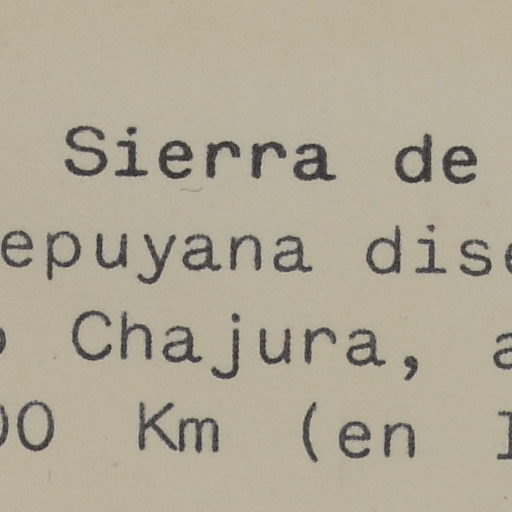 Sierra de
epuyana dise
o Chajura, a
00 Km (en I